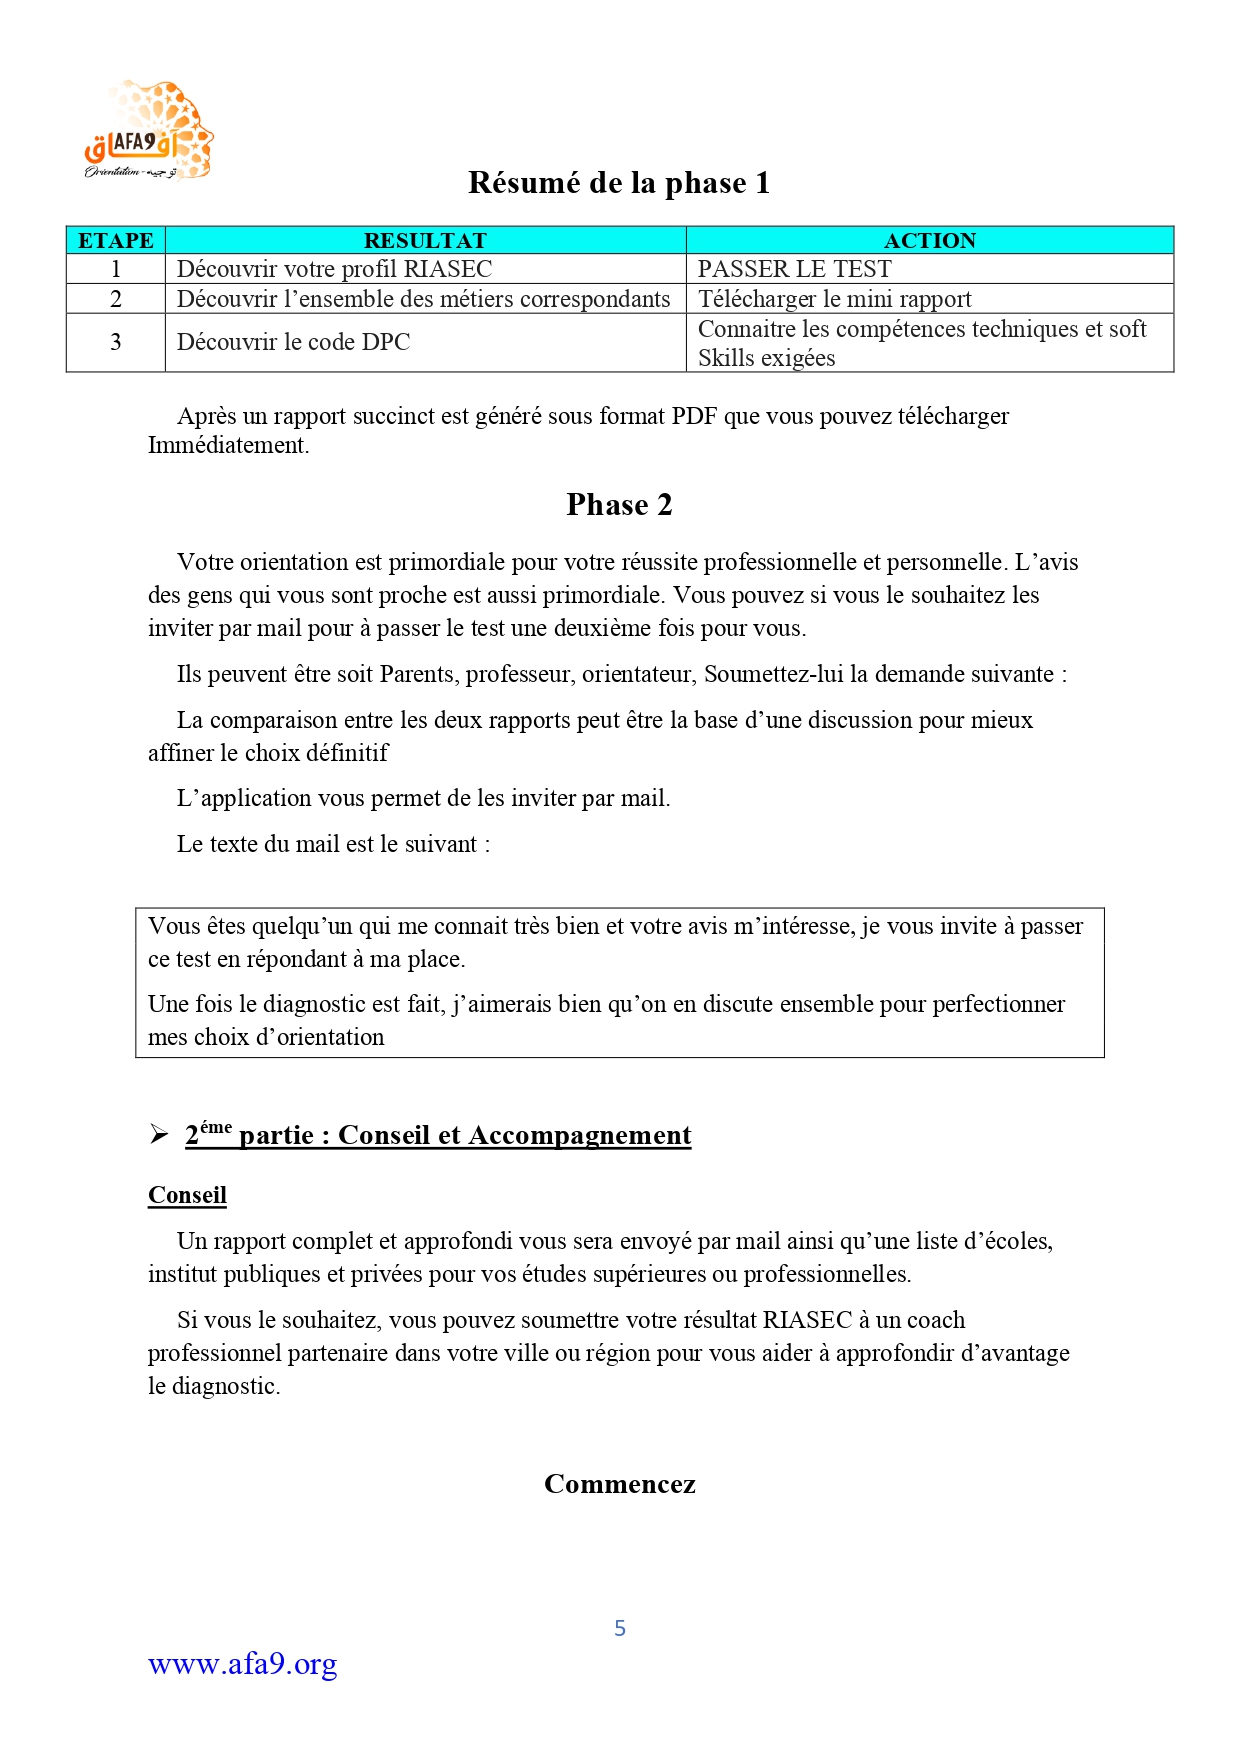 آفاق AFA9
Orientation - توجيه
Résumé de la phase 1
ETAPE RESULTAT ACTION
1 Découvrir votre profil RIASEC PASSER LE TEST
2 Découvrir l’ensemble des métiers correspondants Télécharger le mini rapport
3 Découvrir le code DPC Connaitre les compétences techniques et soft
Skills exigées
Après un rapport succinct est généré sous format PDF que vous pouvez télécharger
Immédiatement.
Phase 2
Votre orientation est primordiale pour votre réussite professionnelle et personnelle. L’avis
des gens qui vous sont proche est aussi primordiale. Vous pouvez si vous le souhaitez les
inviter par mail pour à passer le test une deuxième fois pour vous.
Ils peuvent être soit Parents, professeur, orientateur, Soumettez-lui la demande suivante :
La comparaison entre les deux rapports peut être la base d’une discussion pour mieux
affiner le choix définitif
L’application vous permet de les inviter par mail.
Le texte du mail est le suivant :
Vous êtes quelqu’un qui me connait très bien et votre avis m’intéresse, je vous invite à passer
ce test en répondant à ma place.
Une fois le diagnostic est fait, j’aimerais bien qu’on en discute ensemble pour perfectionner
mes choix d’orientation
➢ 2éme partie : Conseil et Accompagnement
Conseil
Un rapport complet et approfondi vous sera envoyé par mail ainsi qu’une liste d’écoles,
institut publiques et privées pour vos études supérieures ou professionnelles.
Si vous le souhaitez, vous pouvez soumettre votre résultat RIASEC à un coach
professionnel partenaire dans votre ville ou région pour vous aider à approfondir d’avantage
le diagnostic.
Commencez
5
www.afa9.org